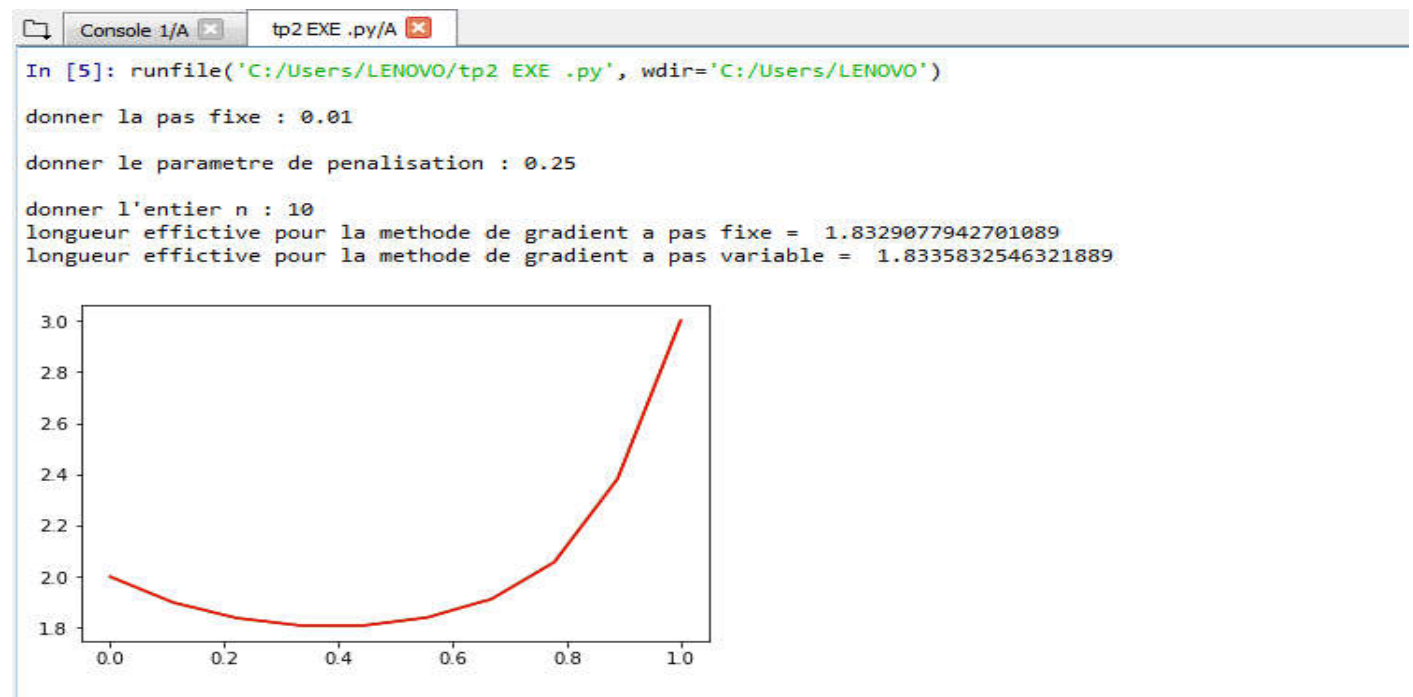 Console 1/A
tp2 EXE .py/A
In [5]: runfile('C:/Users/LENOVO/tp2 EXE .py', wdir='C:/Users/LENOVO')
donner la pas fixe : 0.01
donner le parametre de penalisation : 0.25
donner l'entier n : 10
longueur effictive pour la methode de gradient a pas fixe =  1.8329077942701089
longueur effictive pour la methode de gradient a pas variable =  1.8335832546321889
3.0
2.8
2.6
2.4
2.2
2.0
1.8
0.0 0.2 0.4 0.6 0.8 1.0